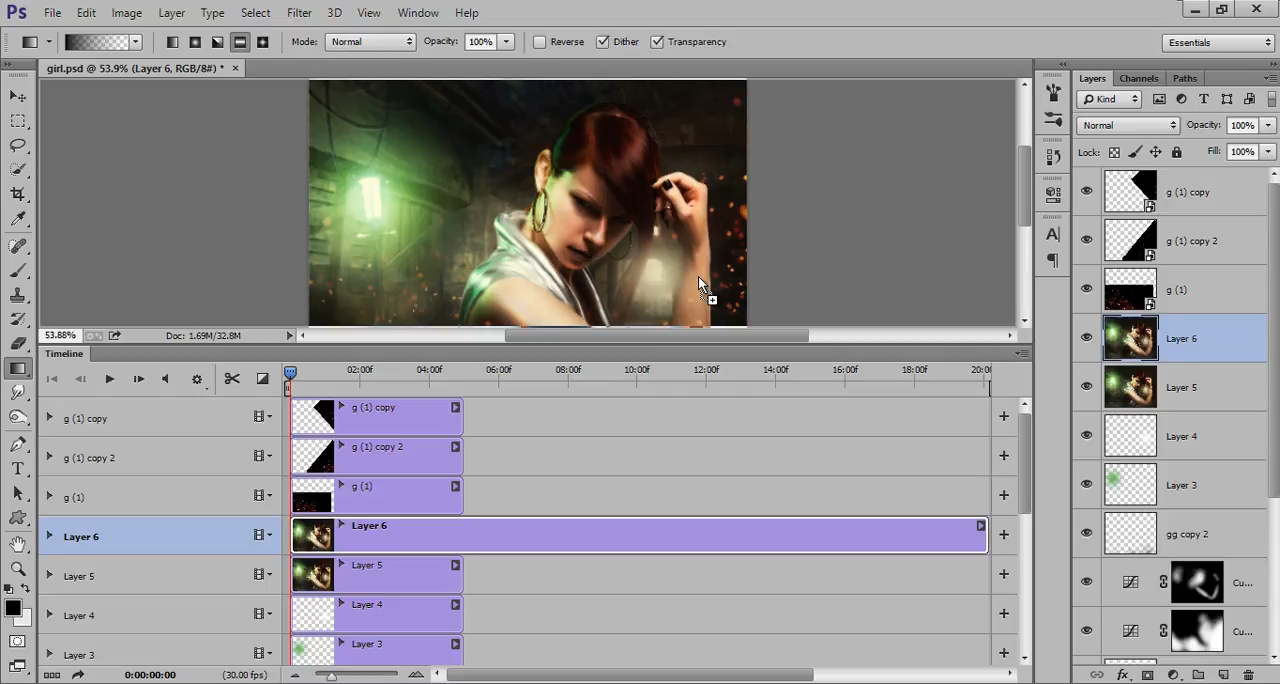 Ps File Edit Image Layer Type Select Filter 3D View Window Help
Mode: Normal Opacity: 100% Reverse Dither Transparency Essentials
girl.psd @ 53.9% (Layer 6, RGB/8#) * ×
Layers Channels Paths
Kind
Normal Opacity: 100%
Lock: Fill: 100%
g (1) copy
g (1) copy 2
g (1)
Layer 6
Layer 5
Layer 4
Layer 3
gg copy 2
Cu...
Cu...
53.88% Doc: 1.69M/32.8M
Timeline
02:00f 04:00f 06:00f 08:00f 10:00f 12:00f 14:00f 16:00f 18:00f 20:00
g (1) copy g (1) copy
g (1) copy 2 g (1) copy 2
g (1) g (1)
Layer 6 Layer 6
Layer 5 Layer 5
Layer 4 Layer 4
Layer 3 Layer 3
0:00:00:00 (30.00 fps)